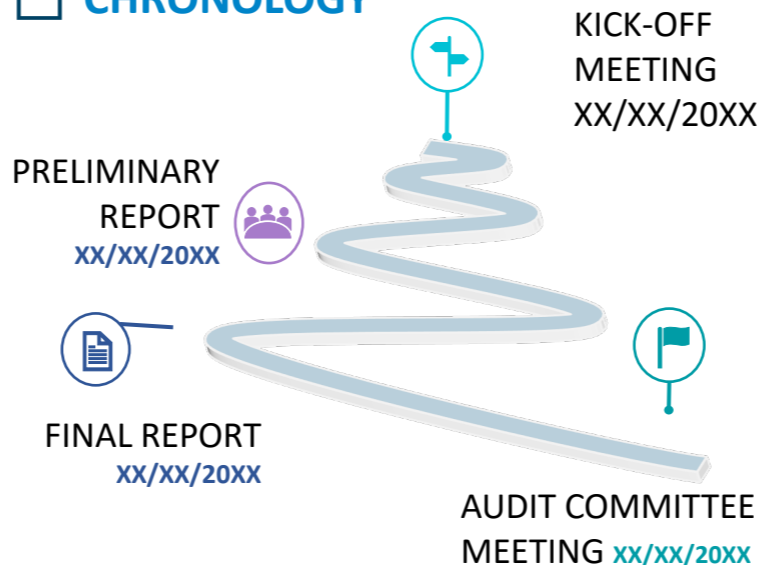 CHRONOLOGY
KICK-OFF
MEETING
XX/XX/20XX
PRELIMINARY
REPORT
XX/XX/20XX
FINAL REPORT
XX/XX/20XX
AUDIT COMMITTEE
MEETING XX/XX/20XX